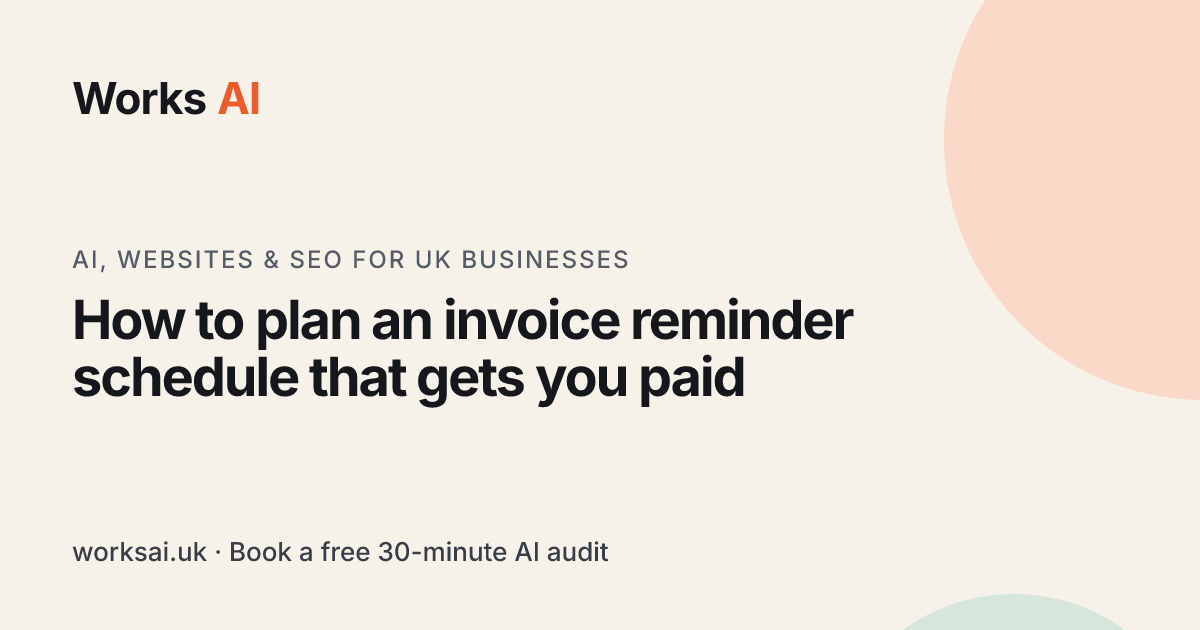 Works AI
AI, WEBSITES & SEO FOR UK BUSINESSES
How to plan an invoice reminder
schedule that gets you paid
worksai.uk · Book a free 30-minute AI audit